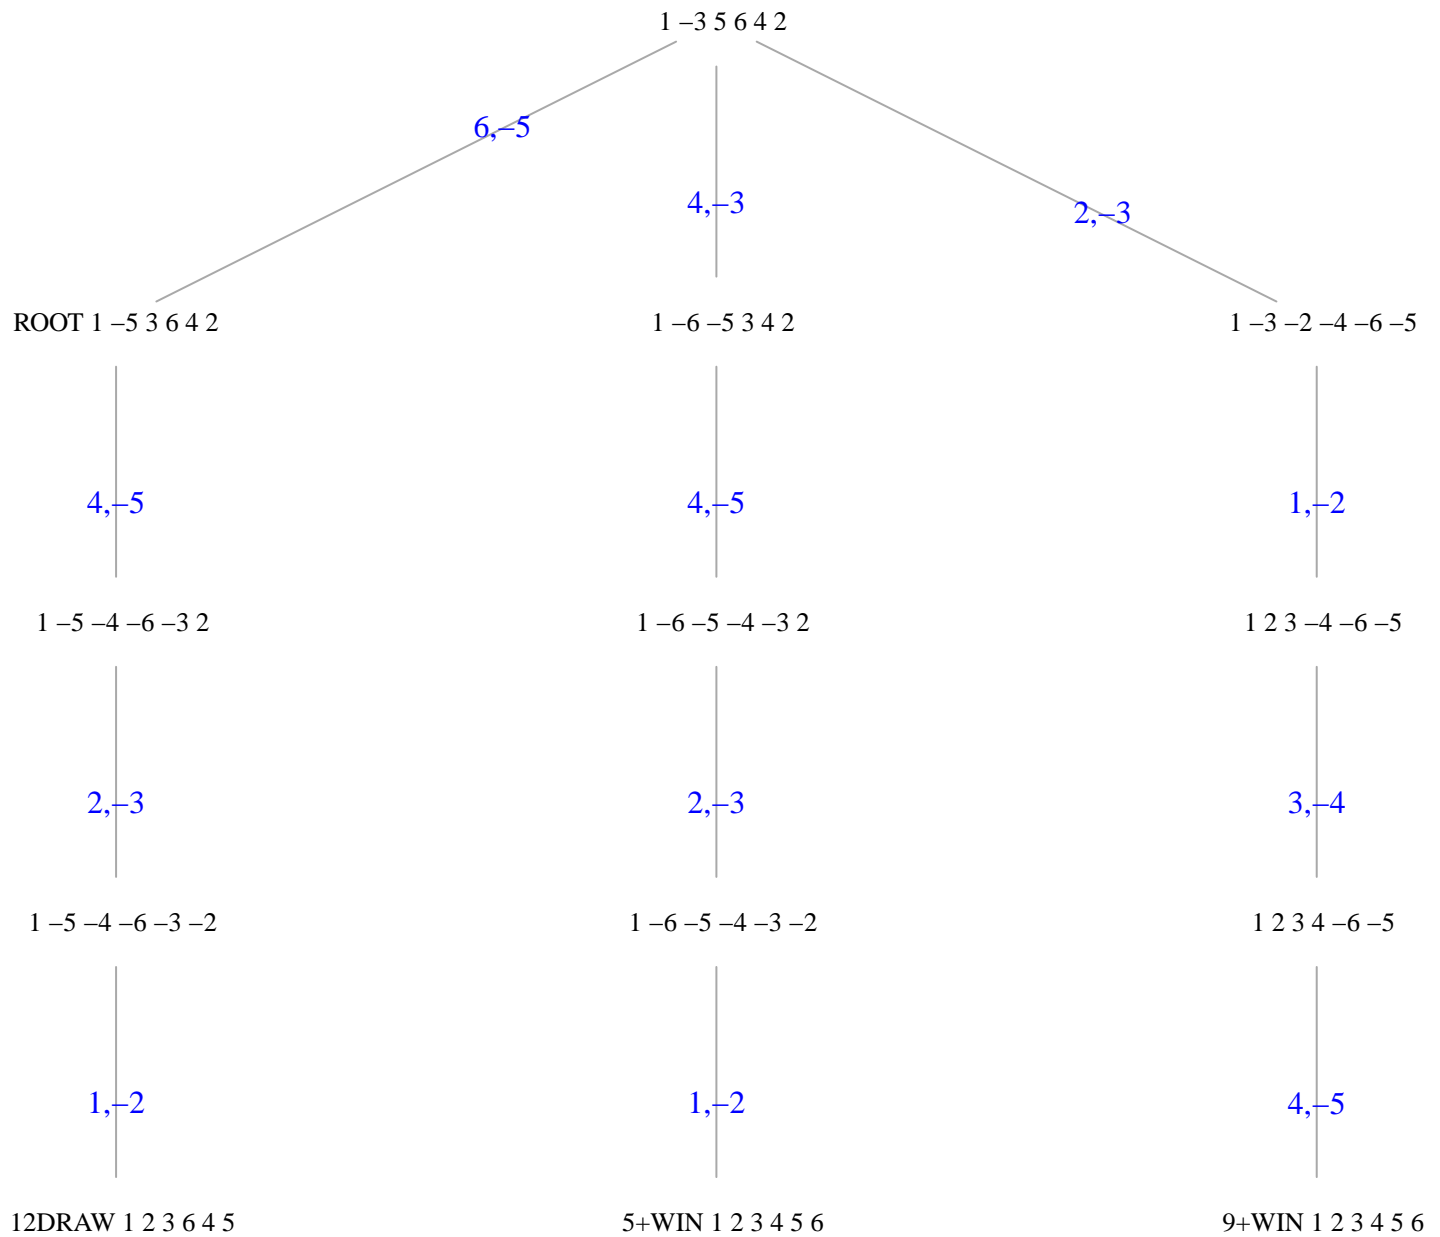 1 –3 5 6 4 2
6,–5
4,–3
2,–3
ROOT 1 –5 3 6 4 2
1 –6 –5 3 4 2
1 –3 –2 –4 –6 –5
4,–5
4,–5
1,–2
1 –5 –4 –6 –3 2
1 –6 –5 –4 –3 2
1 2 3 –4 –6 –5
2,–3
2,–3
3,–4
1 –5 –4 –6 –3 –2
1 –6 –5 –4 –3 –2
1 2 3 4 –6 –5
1,–2
1,–2
4,–5
12DRAW 1 2 3 6 4 5
5+WIN 1 2 3 4 5 6
9+WIN 1 2 3 4 5 6